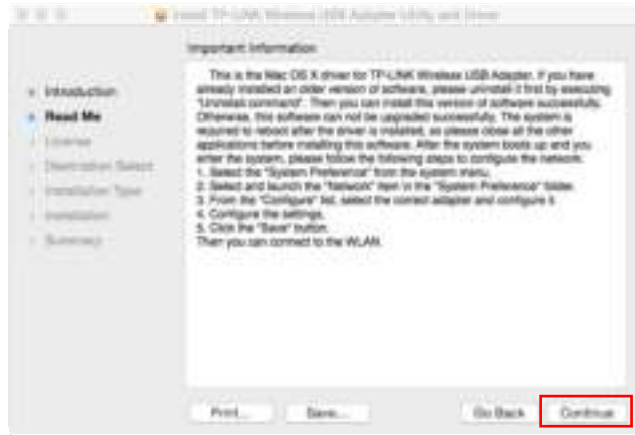 Install TP-LINK Wireless USB Adapter Utility and Driver
Important Information
Introduction
Read Me
License
Destination Select
Installation Type
Installation
Summary
This is the Mac OS X driver for TP-LINK Wireless USB Adapter. If you have
already installed an older version of software, please uninstall it first by executing
"Uninstall command". Then you can install this version of software successfully.
Otherwise, this software can not be upgraded successfully. The system is
required to reboot after the driver is installed, so please close all the other
applications before installing this software. After the system boots up and you
enter the system, please follow the following steps to configure the network:
1. Select the "System Preference" from the system menu,
2. Select and launch the "Network" item in the "System Preference" folder.
3. From the "Configure" list, select the correct adapter and configure it.
4. Configure the settings,
5. Click the "Save" button.
Then you can connect to the WLAN.
Print...
Save...
Go Back
Continue